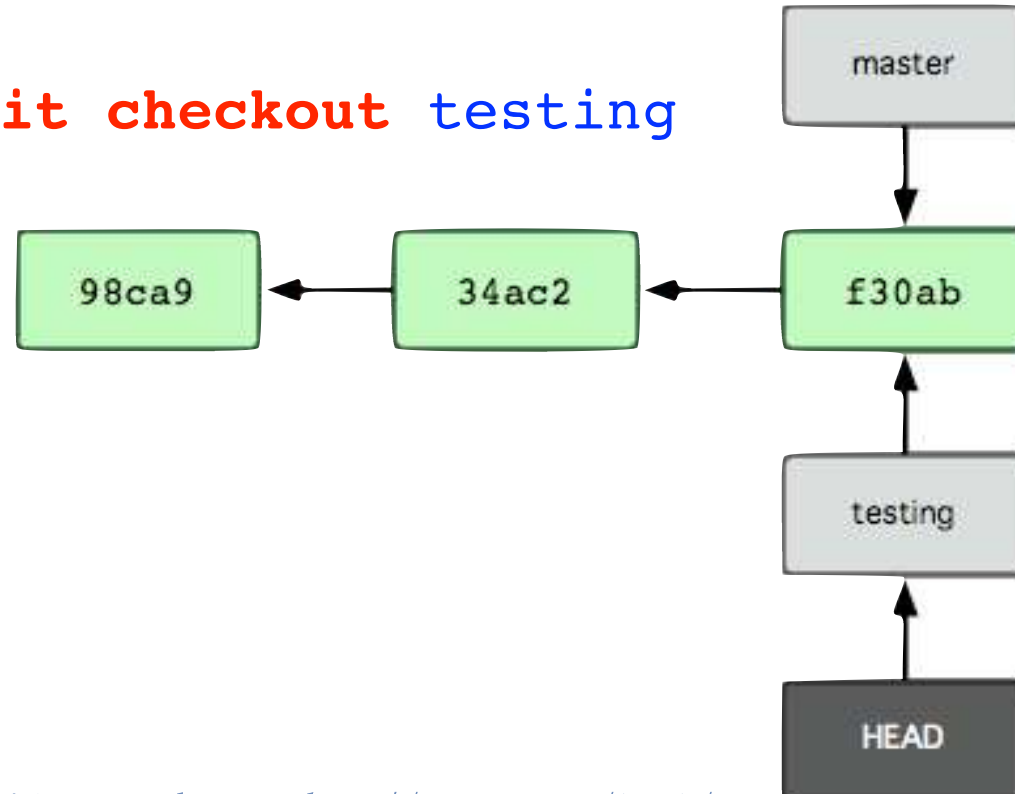 master
it checkout testing
98ca9 34ac2 f30ab
testing
HEAD